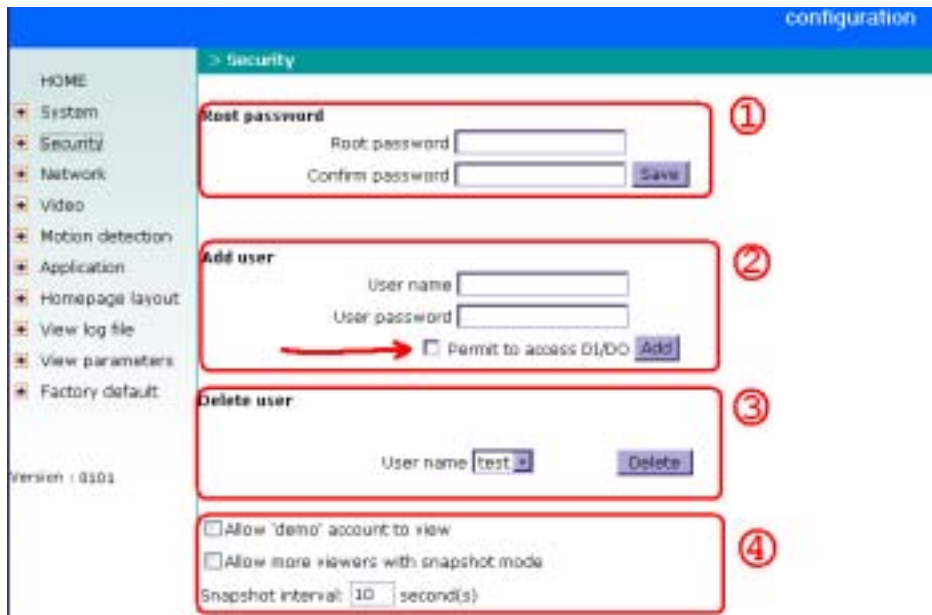 configuration
> Security
HOME
System
Security
Network
Video
Motion detection
Application
Homepage layout
View log file
View parameters
Factory default
Version : 0101
Root password
Root password
Confirm password
Save
①
Add user
User name
User password
Permit to access DI/DO
Add
②
Delete user
User name
test
Delete
③
Allow 'demo' account to view
Allow more viewers with snapshot mode
Snapshot interval: 10 second(s)
④